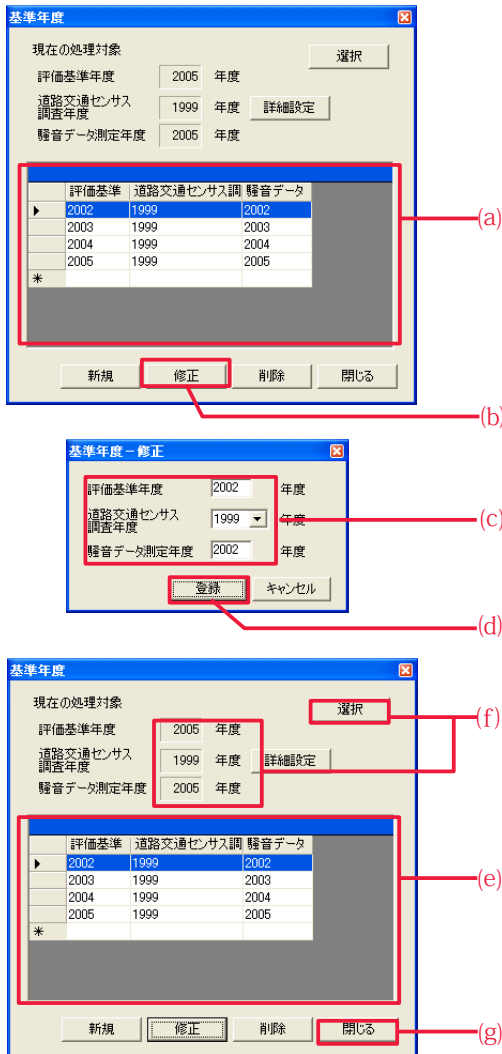 基準年度
現在の処理対象
選択
評価基準年度 2005 年度
道路交通センサス
調査年度 1999 年度 詳細設定
騒音データ測定年度 2005 年度
評価基準 道路交通センサス調 騒音データ
2002 1999 2002
2003 1999 2003
2004 1999 2004
2005 1999 2005
(a)
新規 修正 削除 閉じる
(b)
基準年度-修正
評価基準年度 2002 年度
道路交通センサス
調査年度 1999 年度
(c)
騒音データ測定年度 2002 年度
登録 キャンセル
(d)
基準年度
現在の処理対象
選択
(f)
評価基準年度 2005 年度
道路交通センサス
調査年度 1999 年度 詳細設定
騒音データ測定年度 2005 年度
評価基準 道路交通センサス調 騒音データ
2002 1999 2002
2003 1999 2003
2004 1999 2004
2005 1999 2005
(e)
新規 修正 削除 閉じる
(g)